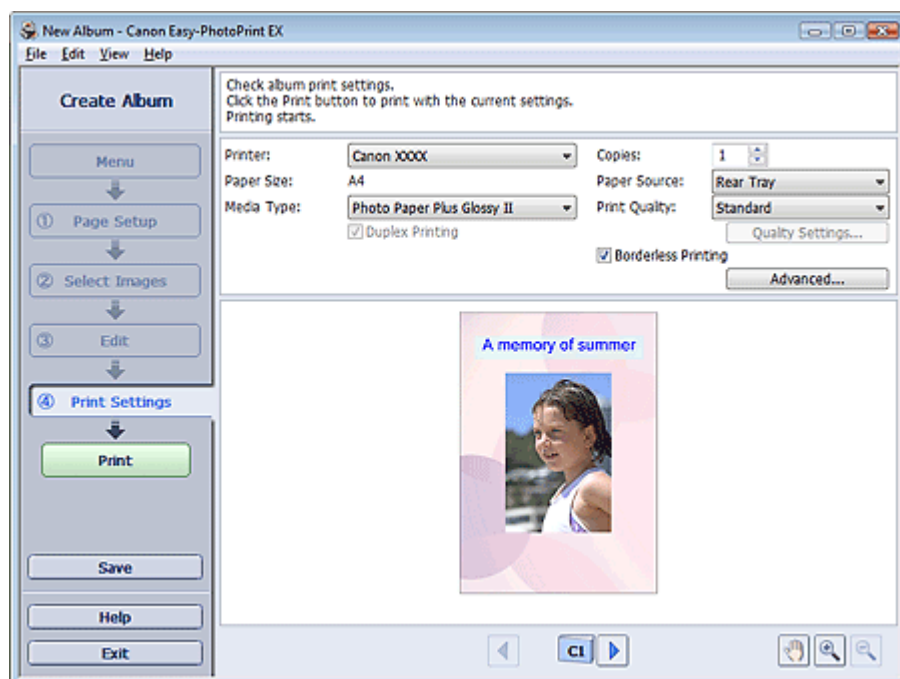 New Album - Canon Easy-PhotoPrint EX
File Edit View Help
Create Album
Menu
① Page Setup
② Select Images
③ Edit
④ Print Settings
Print
Save
Help
Exit
Check album print settings.
Click the Print button to print with the current settings.
Printing starts.
Printer: Canon XXXX Copies: 1
Paper Size: A4 Paper Source: Rear Tray
Media Type: Photo Paper Plus Glossy II Print Quality: Standard
Duplex Printing Quality Settings...
Borderless Printing
Advanced...
A memory of summer
C1